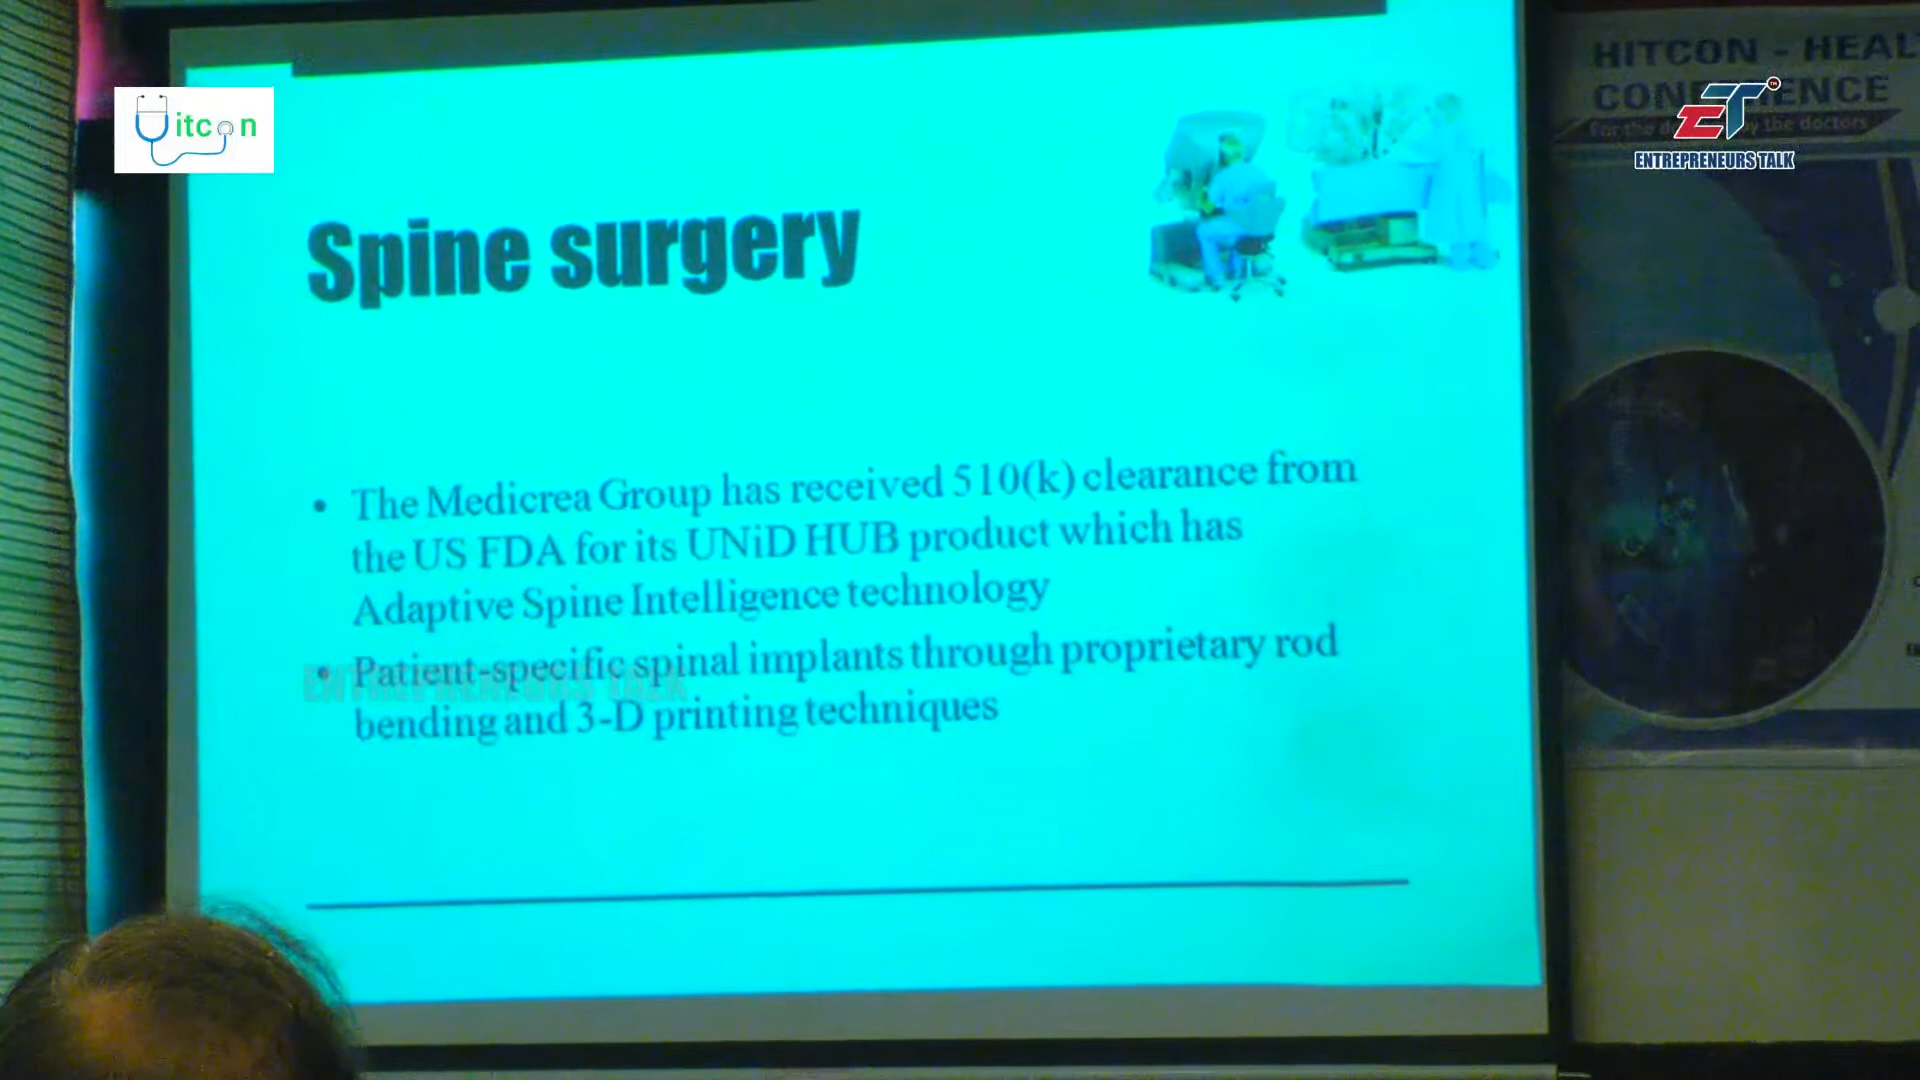 itcon
HITCON - HEAL
ENTREPRENEURS TALK
Spine surgery
• The Medicrea Group has received 510(k) clearance from
the US FDA for its UNiD HUB product which has
Adaptive Spine Intelligence technology
• Patient-specific spinal implants through proprietary rod
bending and 3-D printing techniques
ENTREPRENEURS TALK